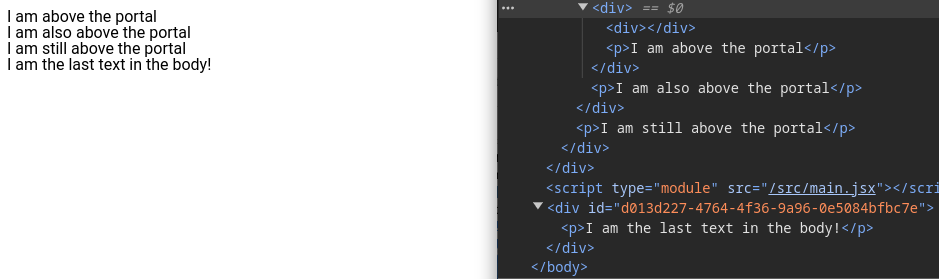 I am above the portal
I am also above the portal
I am still above the portal
I am the last text in the body!
<div> == $0
<div></div>
<p>I am above the portal</p>
</div>
<p>I am also above the portal</p>
</div>
<p>I am still above the portal</p>
</div>
</div>
<script type="module" src="/src/main.jsx"></scri
<div id="d013d227-4764-4f36-9a96-0e5084bfbc7e">
<p>I am the last text in the body!</p>
</div>
</body>